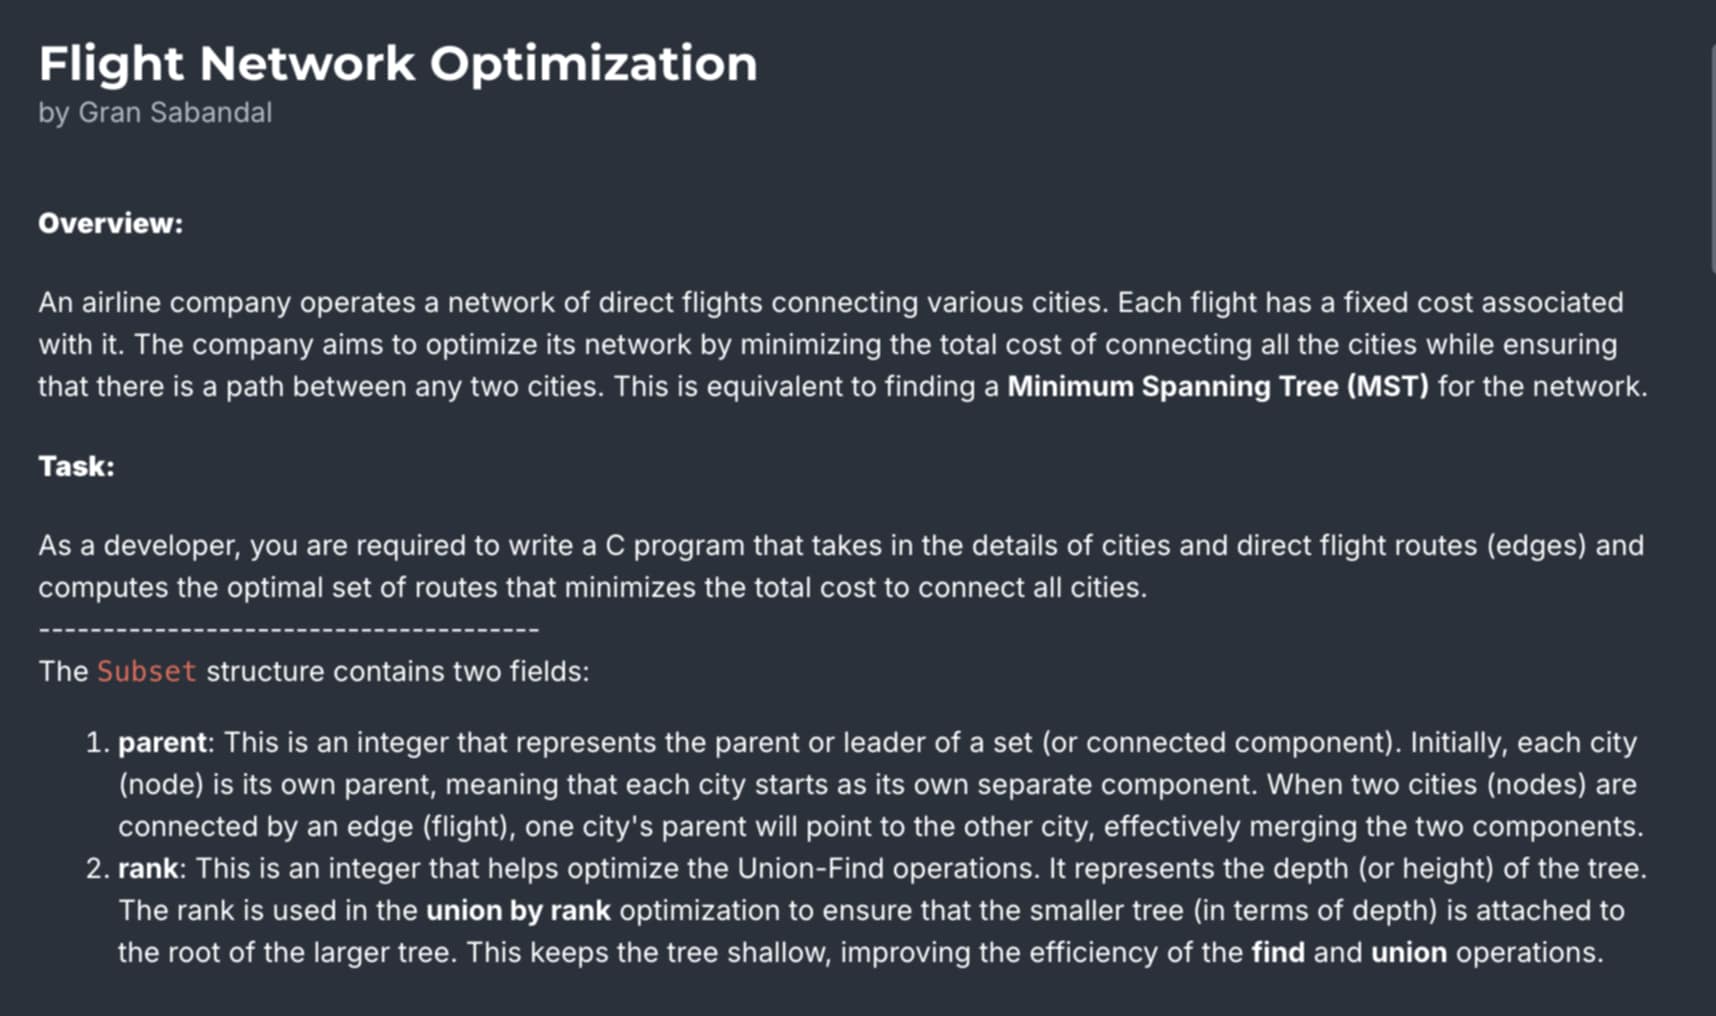 Flight Network Optimization
by Gran Sabandal
Overview:
An airline company operates a network of direct flights connecting various cities. Each flight has a fixed cost associated
with it. The company aims to optimize its network by minimizing the total cost of connecting all the cities while ensuring
that there is a path between any two cities. This is equivalent to finding a Minimum Spanning Tree (MST) for the network.
Task:
As a developer, you are required to write a C program that takes in the details of cities and direct flight routes (edges) and
computes the optimal set of routes that minimizes the total cost to connect all cities.
---------------------------------------
The Subset structure contains two fields:
1. parent: This is an integer that represents the parent or leader of a set (or connected component). Initially, each city
(node) is its own parent, meaning that each city starts as its own separate component. When two cities (nodes) are
connected by an edge (flight), one city's parent will point to the other city, effectively merging the two components.
2. rank: This is an integer that helps optimize the Union-Find operations. It represents the depth (or height) of the tree.
The rank is used in the union by rank optimization to ensure that the smaller tree (in terms of depth) is attached to
the root of the larger tree. This keeps the tree shallow, improving the efficiency of the find and union operations.